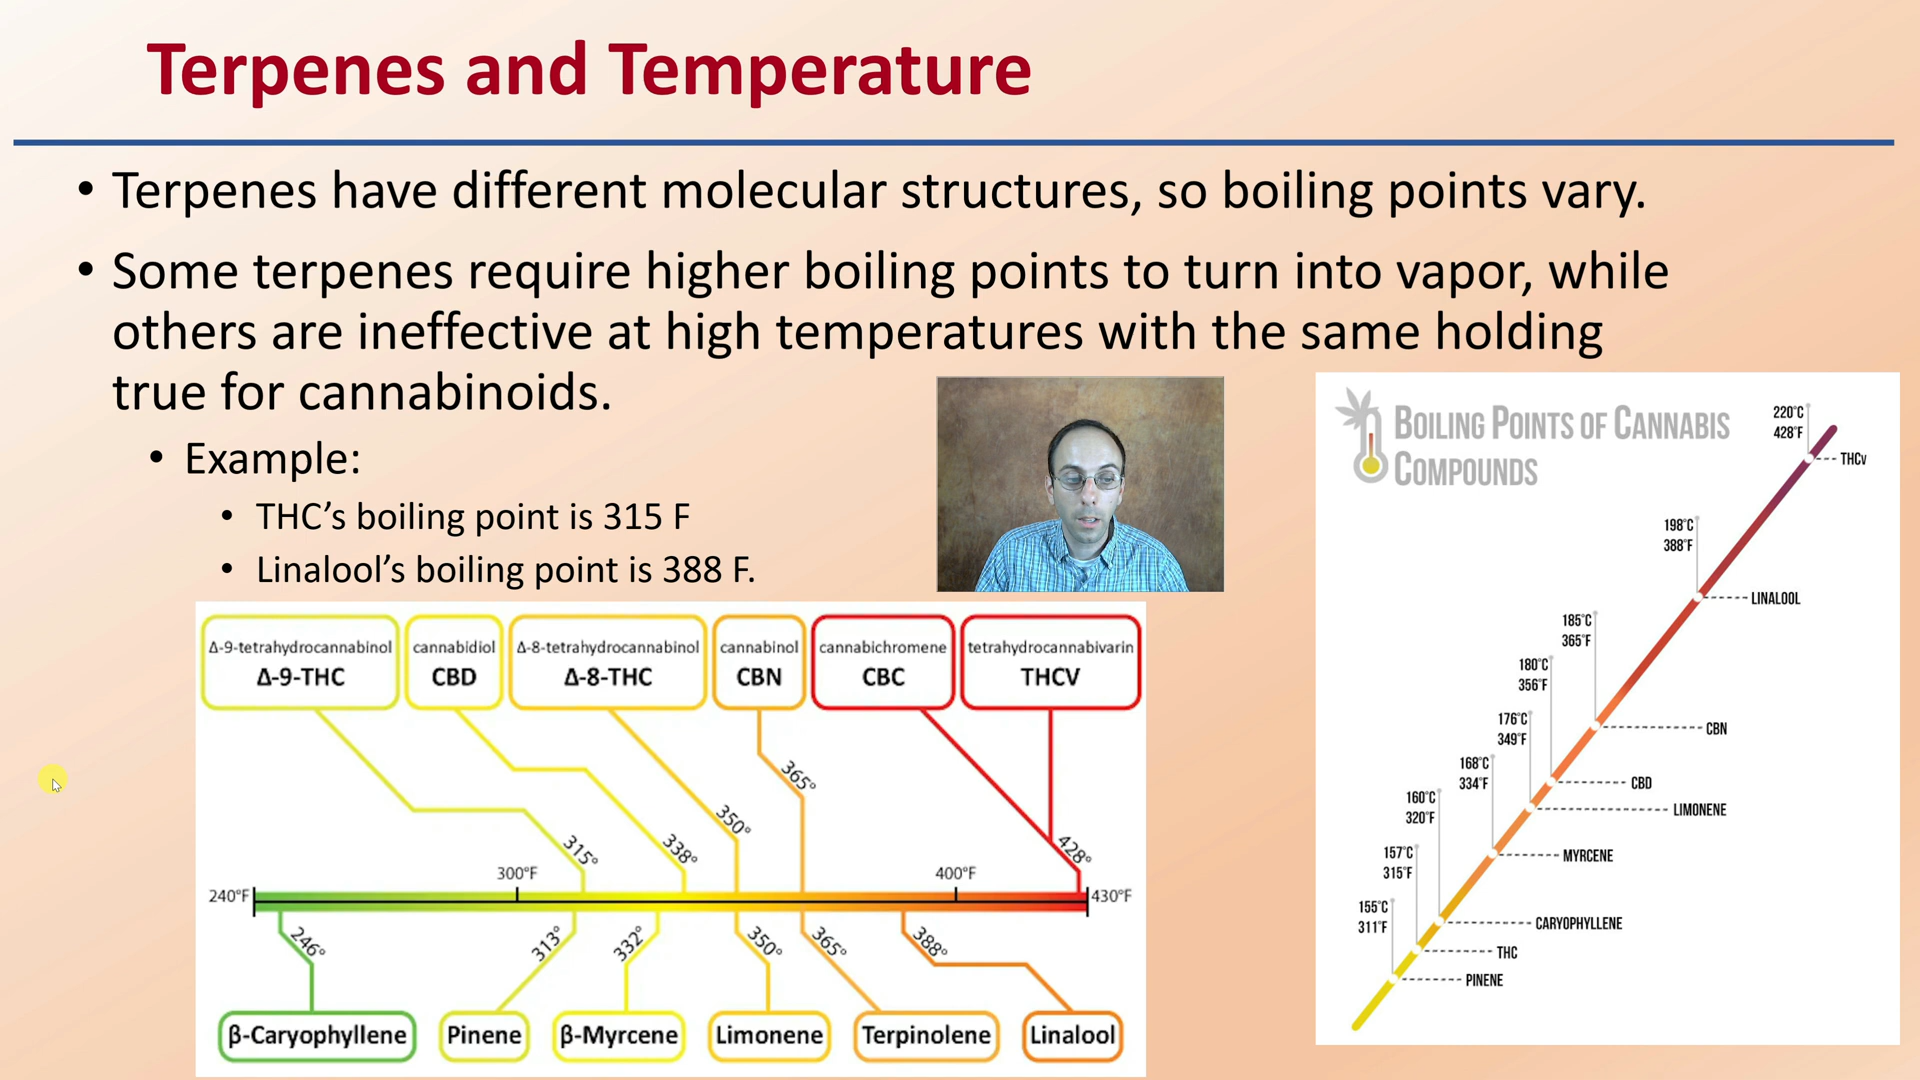 Terpenes and Temperature
• Terpenes have different molecular structures, so boiling points vary.
• Some terpenes require higher boiling points to turn into vapor, while
others are ineffective at high temperatures with the same holding
true for cannabinoids.
• Example:
• THC’s boiling point is 315 F
• Linalool’s boiling point is 388 F.
Δ-9-tetrahydrocannabinol
Δ-9-THC
cannabidiol
CBD
Δ-8-tetrahydrocannabinol
Δ-8-THC
cannabinol
CBN
cannabichromene
CBC
tetrahydrocannabivarin
THCV
315°
338°
350°
365°
428°
240°F
300°F
400°F
430°F
246°
313°
332°
350°
365°
388°
β-Caryophyllene
Pinene
β-Myrcene
Limonene
Terpinolene
Linalool
BOILING POINTS OF CANNABIS
COMPOUNDS
220°C
428°F
THCv
198°C
388°F
LINALOOL
185°C
365°F
CBN
180°C
356°F
CBD
176°C
349°F
LIMONENE
168°C
334°F
MYRCENE
160°C
320°F
CARYOPHYLLENE
157°C
315°F
THC
155°C
311°F
PINENE